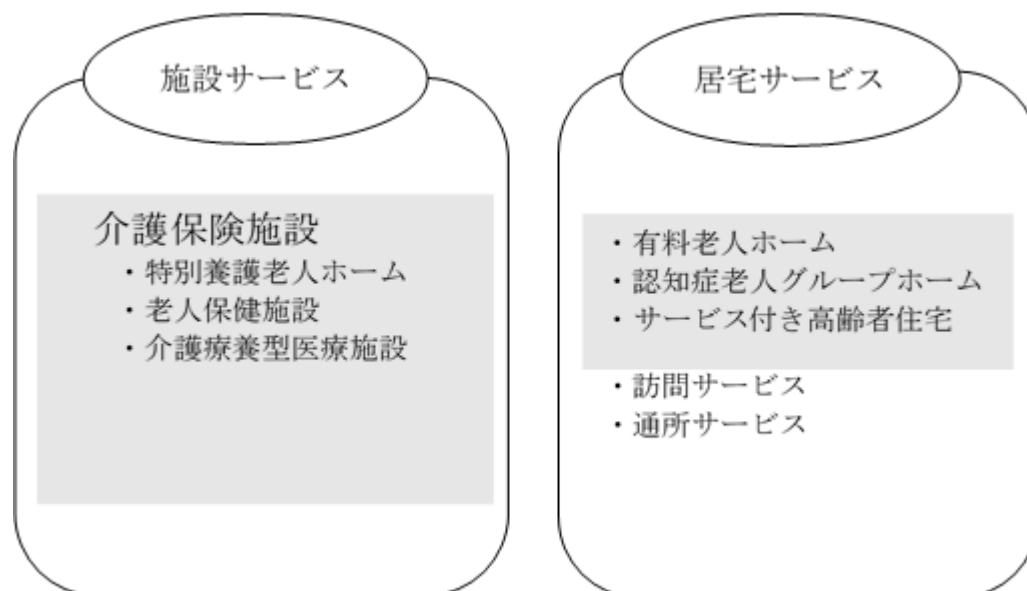 施設サービス
介護保険施設
・特別養護老人ホーム
・老人保健施設
・介護療養型医療施設
居宅サービス
・有料老人ホーム
・認知症老人グループホーム
・サービス付き高齢者住宅
・訪問サービス
・通所サービス